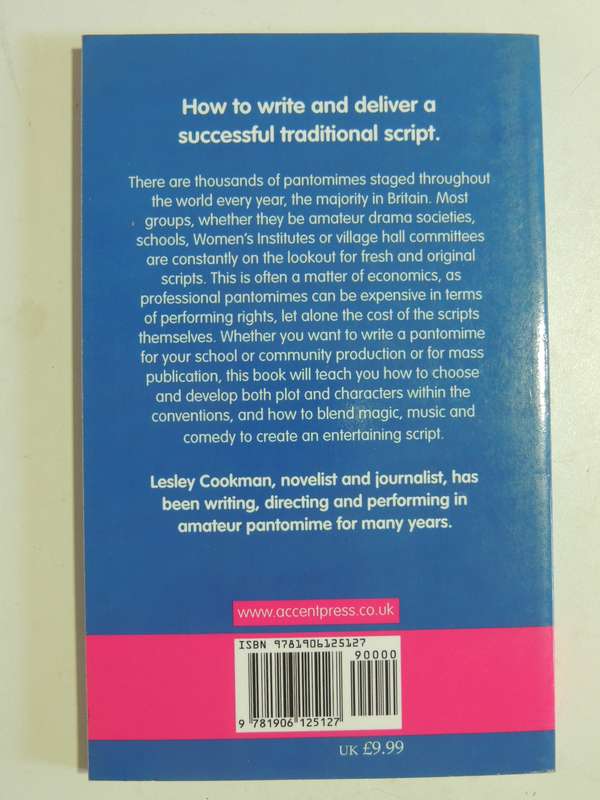 How to write and deliver a
successful traditional script.
There are thousands of pantomimes staged throughout
the world every year, the majority in Britain. Most
groups, whether they be amateur drama societies,
schools, Women's Institutes or village hall committees
are constantly on the lookout for fresh and original
scripts. This is often a matter of economics, as
professional pantomimes can be expensive in terms
of performing rights, let alone the cost of the scripts
themselves. Whether you want to write a pantomime
for your school or community production or for mass
publication, this book will teach you how to choose
and develop both plot and characters within the
conventions, and how to blend magic, music and
comedy to create an entertaining script.
Lesley Cookman, novelist and journalist, has
been writing, directing and performing in
amateur pantomime for many years.
www.accentpress.co.uk
ISBN 9781906125127
90000
9 781906 125127
UK £9.99